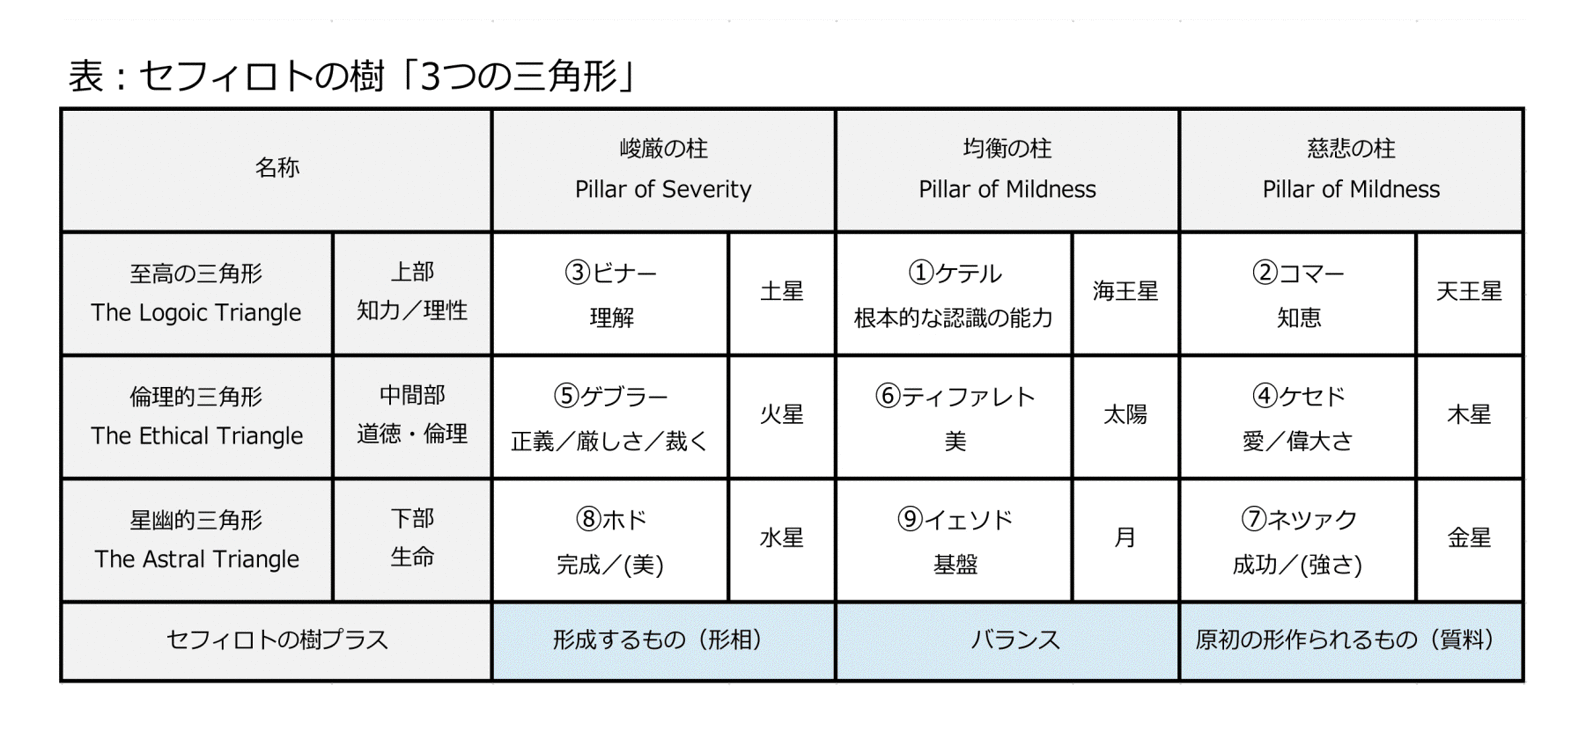 表：セフィロトの樹「3つの三角形」
名称
峻厳の柱
Pillar of Severity
均衡の柱
Pillar of Mildness
慈悲の柱
Pillar of Mildness
至高の三角形
The Logoic Triangle
上部
知力／理性
③ビナー
理解
土星
①ケテル
根本的な認識の能力
海王星
②コマー
知恵
天王星
倫理的三角形
The Ethical Triangle
中間部
道徳・倫理
⑤ゲブラー
正義／厳しさ／裁く
火星
⑥ティファレト
美
太陽
④ケセド
愛／偉大さ
木星
星幽的三角形
The Astral Triangle
下部
生命
⑧ホド
完成／(美)
水星
⑨イェソド
基盤
月
⑦ネツァク
成功／(強さ)
金星
セフィロトの樹プラス
形成するもの（形相）
バランス
原初の形作られるもの（質料）